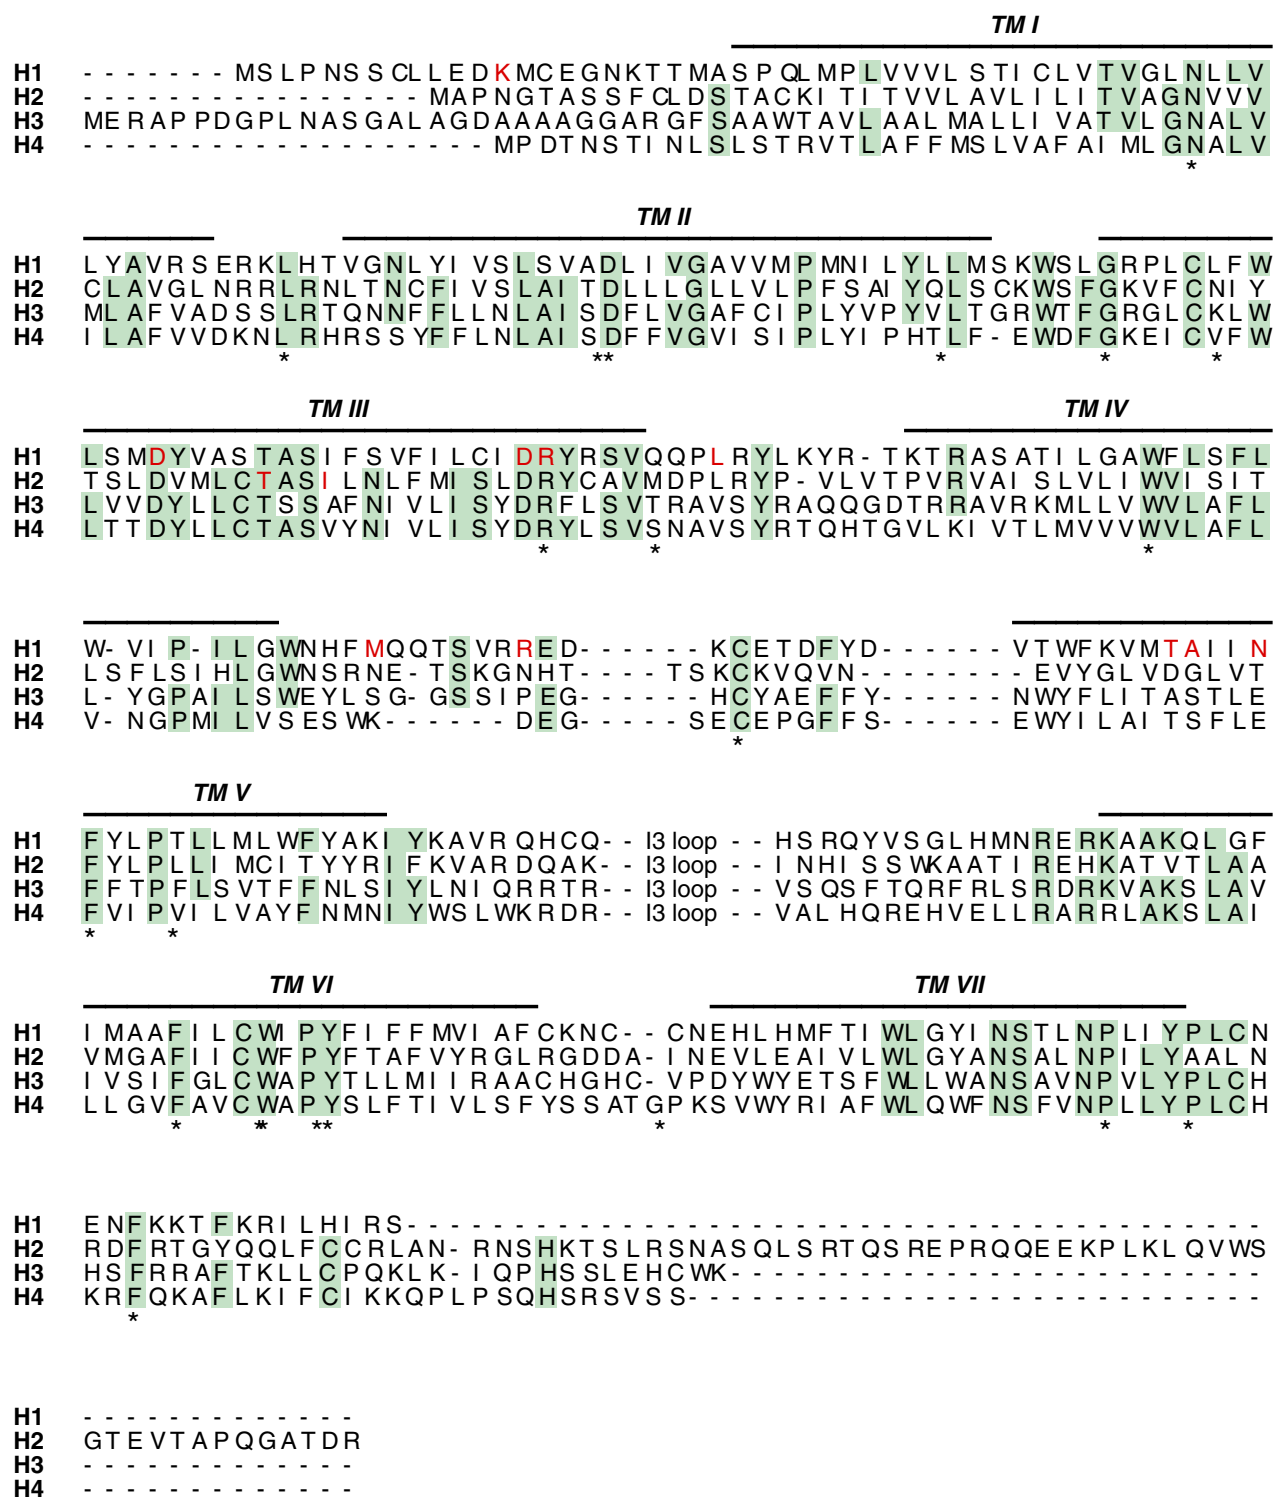 TM I
H1 - - - - - - - MSLPNSSCLLEDKMCEGNKTTMASPQLMPLVVVLSTICLVTVGLNLLV
H2 - - - - - - - - - - - - - - - - MAPNGTASSFCLDSTACKITITVVLAVLILITVAGNVVV
H3 MERAPPDGPLNASGALAGDAAAAGGARGFSAAWTAVLAALMALLIVATVLGNALV
H4 - - - - - - - - - - - - - - - - - - - MPDTNSTINLSLSTRVTLAFFMSLVAFAIMLGNALV
*
TM II
H1 LYAVRSERKLHTVGNLYIVSLSVADLIVGAVVMPMNILYLLMSKWSLGRPLCLFW
H2 CLAVGLNRRLRNLTNCFIVSLAITDLLLGLLVLPFSAIYQLSCKWSFGKVFCNIY
H3 MLAFVADSSLRTQNNFFLLNLAISDFLVGAFCIPLYVPYVLTGRWTFGRGLCKLW
H4 ILAFVVDKNLRHRSSYFFLNLAISDFFVGVISIPLYIPHTLF-EWDFGKEICVFW
* ** * * *
TM III TM IV
H1 LSMDYVASTASIFSVFILCIDRYRSVQQPLRYLKYR-TKTRASATILGAWFLSFL
H2 TSLDVMLCTASILNLFMISLDRYCAVMDPLRYP-VLVTPVRVAISLVLIWVISIT
H3 LVVDYLLCTSSAFNIVLISYDRFLSVTRAVSYRAQQGDTRRAVRKMLLVWVLAFL
H4 LTTDYLLCTASVYNIVLISYDRYLSVSNAVSYRTQHTGVLKIVTLMVVVWVLAFL
* * *
H1 W-VIP-ILGWNHFMQQTSVRRED- - - - - - KCETDFYD- - - - - - VTWFKVMTAIIN
H2 LSFLSIHLGWNSRNE-TSKGNHT- - - - TSKCKVQVN- - - - - - - - EVYGLVDGLVT
H3 L-YGPAILSWEYLSG-GSSIPEG- - - - - - HCYAEFFY- - - - - - NWYFLITASTLE
H4 V-NGPMILVSESWK- - - - - - DEG- - - - - SECEPGFFS- - - - - - EWYILAITSFLE
*
TM V
H1 FYLPTLLMLWFYAKIYKAVRQHCQ- - I3 loop - - HSRQYVSGLHMNRERKAAKQLGF
H2 FYLPLLIMCITYYRIFKVARDQAK- - I3 loop - - INHISSWKAATIREHKATVTLAA
H3 FFTPFLSVTFFNLSIYLNIQRRTR- - I3 loop - - VSQSFTQRFRLSRDRKVAKSLAV
H4 FVIPVILVAYFNMNIYWSLWKRDR- - I3 loop - - VALHQREHVELLRARRLAKSLAI
* *
TM VI TM VII
H1 IMAAFILCWIPYFIFFMVIAFCKNC- - CNEHLHMFTIWLGYINSTLNPLIYPLCN
H2 VMGAFIICWFPYFTAFVYRGLRGDDA-INEVLEAIVLWLGYANSALNPILYAALN
H3 IVSIFGLCWAPYTLLMIIRAACHGHC-VPDYWYETSFWLLWANSAVNPVLYPLCH
H4 LLGVFAVCWAPYSLFTIVLSFYSSATGPKSVWYRIAFWLQWFNSFVNPLLYPLCH
* ** ** * * *
H1 ENFKKTFKRILHIRS- - - - - - - - - - - - - - - - - - - - - - - - - - - - - - - - - - - - - - - -
H2 RDFRTGYQQLFCCRLAN-RNSHKTSLRSNASQLSRTQSREPRQQEEKPLKLQVWS
H3 HSFRRAFTKLLCPQKLK-IQPHSSLEHCWK- - - - - - - - - - - - - - - - - - - - - - - - -
H4 KRFQKAFLKIFCIKKQPLPSQHSRSVSS- - - - - - - - - - - - - - - - - - - - - - - - - - -
*
H1 - - - - - - - - - - - - -
H2 GTEVTAPQGATDR
H3 - - - - - - - - - - - - -
H4 - - - - - - - - - - - - -